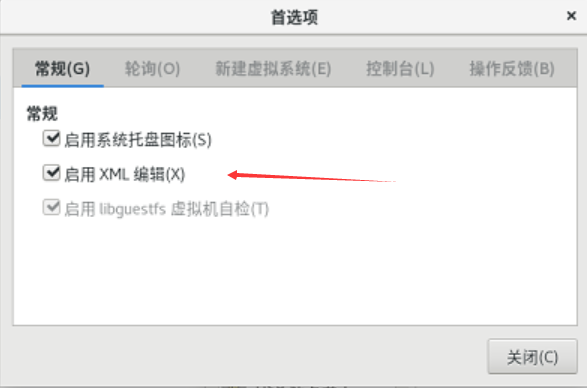 首选项
常规(G) 轮询(O) 新建虚拟系统(E) 控制台(L) 操作反馈(B)
常规
启用系统托盘图标(S)
启用 XML 编辑(X)
启用 libguestfs 虚拟机自检(T)
关闭(C)